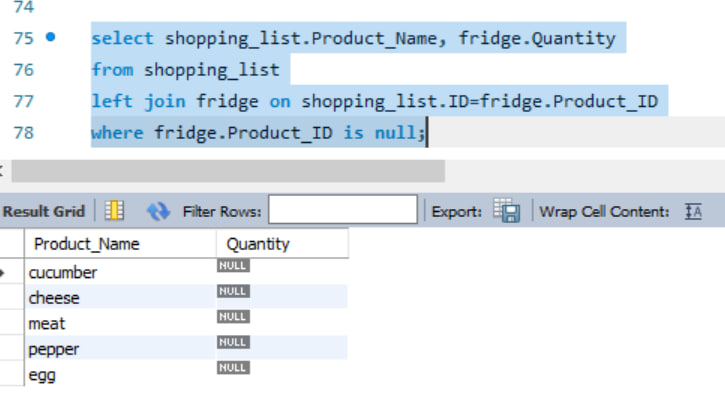 74
75 select shopping_list.Product_Name, fridge.Quantity
76 from shopping_list
77 left join fridge on shopping_list.ID=fridge.Product_ID
78 where fridge.Product_ID is null;
Result Grid Filter Rows: Export: Wrap Cell Content: IA
Product_Name Quantity
cucumber NULL
cheese NULL
meat NULL
pepper NULL
egg NULL